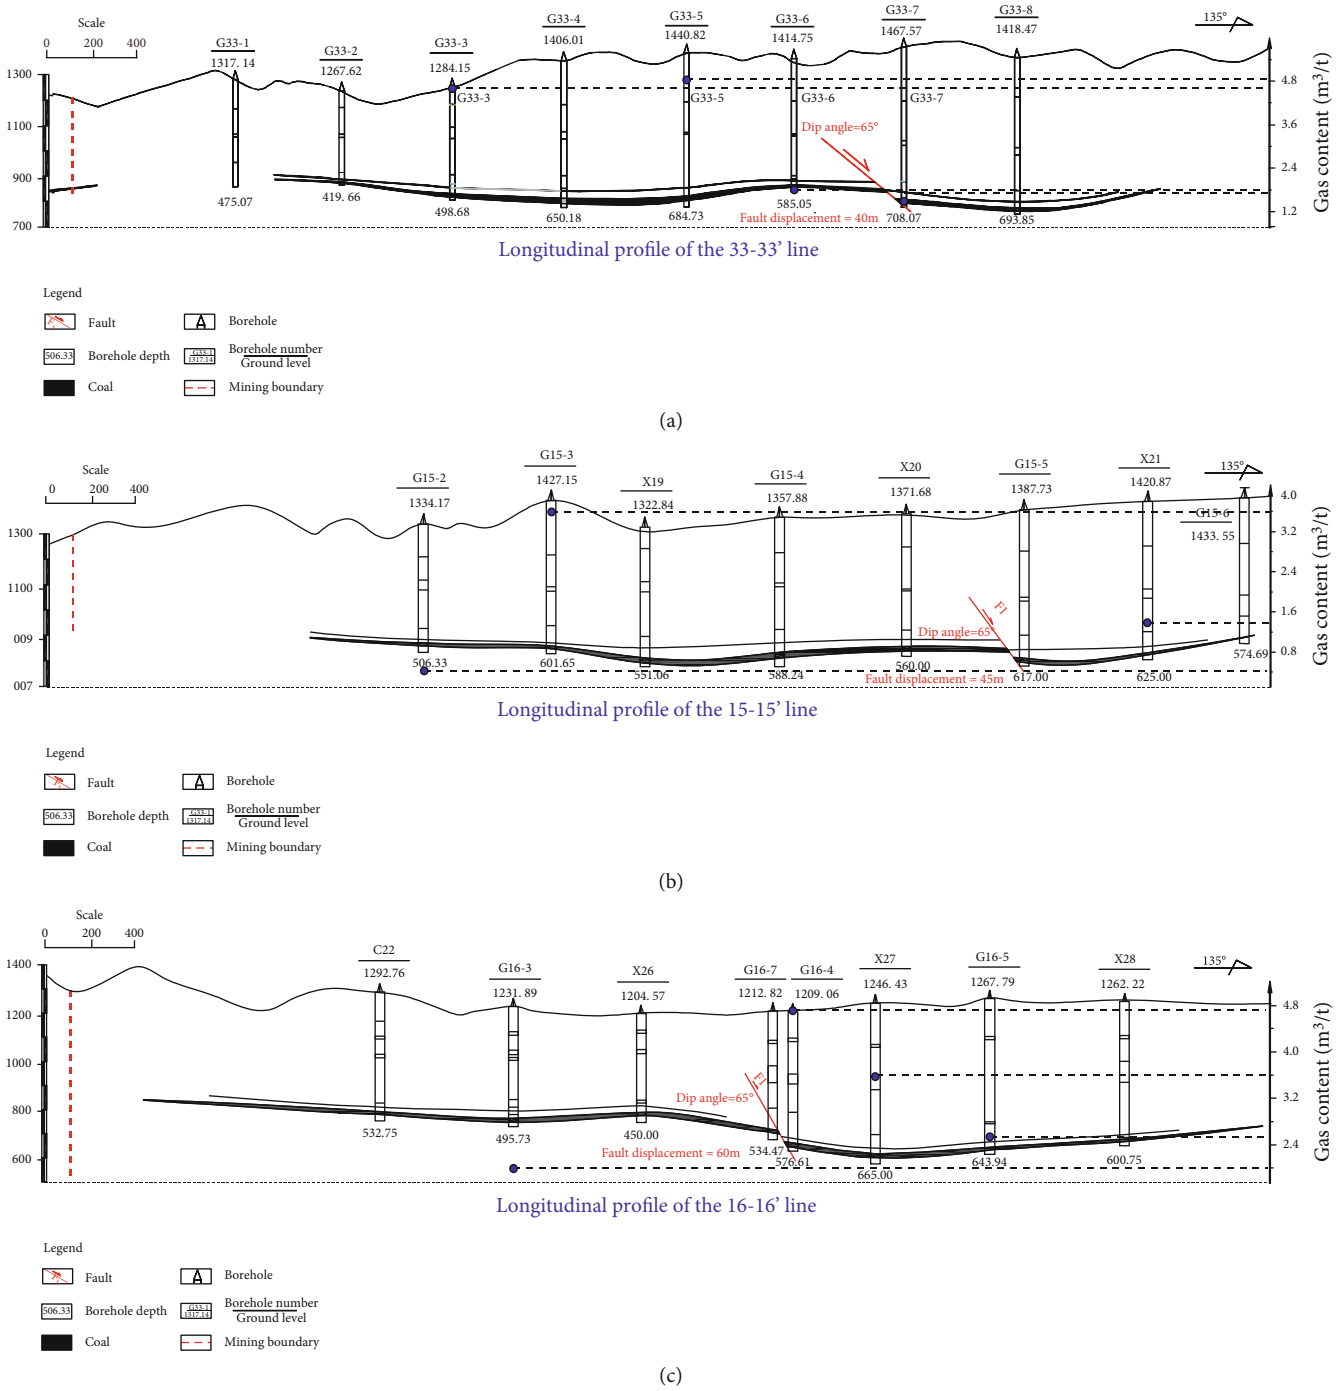 Scale
0 200 400
G33-1
1317. 14
G33-2
1267.62
G33-3
1284.15
G33-4
1406.01
G33-5
1440.82
G33-6
1414.75
G33-7
1467.57
G33-8
1418.47
135°
1300
1100
900
700
G33-3
G33-5
G33-6
G33-7
Dip angle=65°
Fault displacement = 40m
475.07
419. 66
498.68
650.18
684.73
585.05
708.07
693.85
4.8
3.6
2.4
1.2
Gas content (m³/t)
Longitudinal profile of the 33-33' line
Legend
Fault
Borehole
506.33
Borehole depth
G33-1
1317.14
Borehole number
Ground level
Coal
Mining boundary
(a)
Scale
0 200 400
G15-2
1334.17
G15-3
1427.15
X19
1322.84
G15-4
1357.88
X20
1371.68
G15-5
1387.73
X21
1420.87
G15-6
1433. 55
135°
1300
1100
009
007
F1
Dip angle=65°
Fault displacement = 45m
506.33
601.65
551.06
588.24
560.00
617.00
625.00
574.69
4.0
3.2
2.4
1.6
0.8
Gas content (m³/t)
Longitudinal profile of the 15-15' line
Legend
Fault
Borehole
506.33
Borehole depth
G33-1
1317.14
Borehole number
Ground level
Coal
Mining boundary
(b)
Scale
0 200 400
C22
1292.76
G16-3
1231. 89
X26
1204. 57
G16-7
1212. 82
G16-4
1209. 06
X27
1246. 43
G16-5
1267. 79
X28
1262. 22
135°
1400
1200
1000
800
600
F1
Dip angle=65°
Fault displacement = 60m
532.75
495.73
450.00
534.47
576.61
665.00
643.94
600.75
4.8
4.0
3.2
2.4
Gas content (m³/t)
Longitudinal profile of the 16-16' line
Legend
Fault
Borehole
506.33
Borehole depth
G33-1
1317.14
Borehole number
Ground level
Coal
Mining boundary
(c)